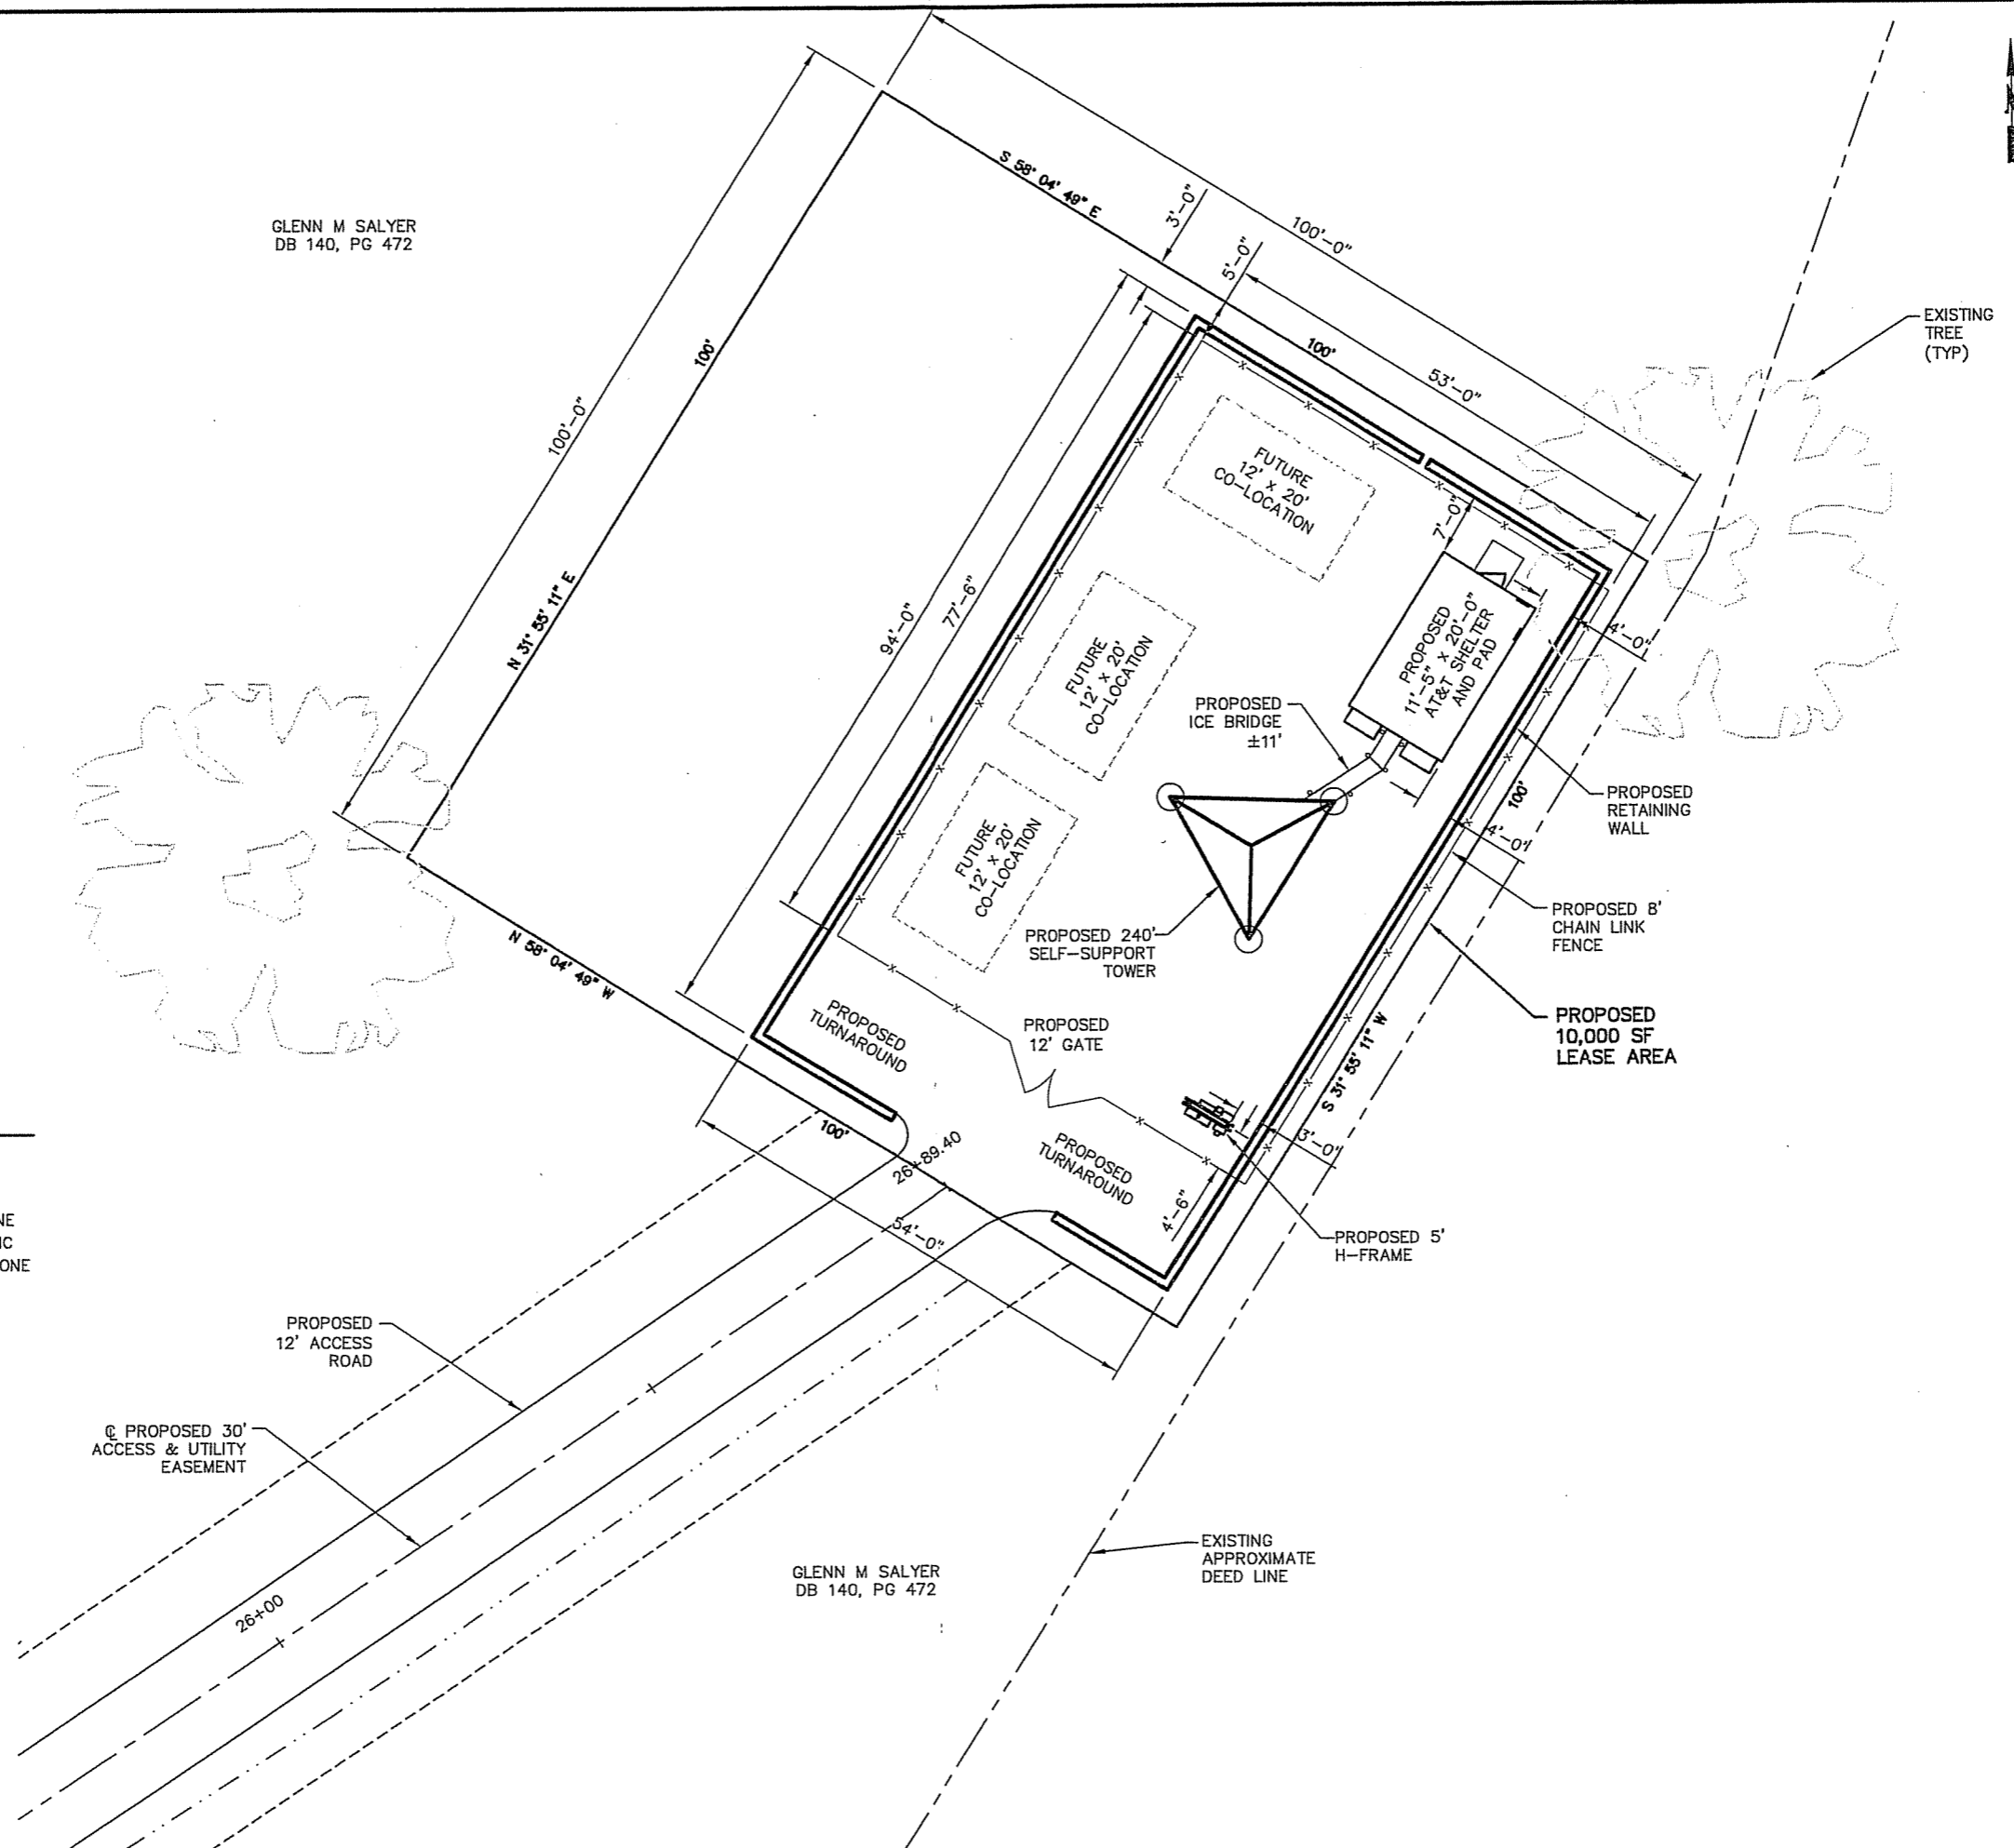 GLENN M SALYER
DB 140, PG 472
S 58° 04' 49" E
3'-0"
5'-0"
100'-0"
100'
53'-0"
EXISTING
TREE
(TYP)
100'
100'-0"
N 31° 55' 11" E
94'-0"
77'-6"
FUTURE
12' x 20'
CO-LOCATION
7'-0"
PROPOSED
11'-5" x 20'-0"
AT&T SHELTER
AND PAD
4'-0"
FUTURE
12' x 20'
CO-LOCATION
PROPOSED
ICE BRIDGE
±11'
PROPOSED
RETAINING
WALL
100'
4'-0"
FUTURE
12' x 20'
CO-LOCATION
PROPOSED 8'
CHAIN LINK
FENCE
PROPOSED 240'
SELF-SUPPORT
TOWER
N 58° 04' 49" W
PROPOSED
TURNAROUND
PROPOSED
12' GATE
PROPOSED
10,000 SF
LEASE AREA
S 31° 55' 11" W
100'
26+89.40
PROPOSED
TURNAROUND
3'-0"
4'-6"
54'-0"
PROPOSED 5'
H-FRAME
PROPOSED
12' ACCESS
ROAD
℄ PROPOSED 30'
ACCESS & UTILITY
EASEMENT
EXISTING
APPROXIMATE
DEED LINE
GLENN M SALYER
DB 140, PG 472
26+00
NE
IC
ONE